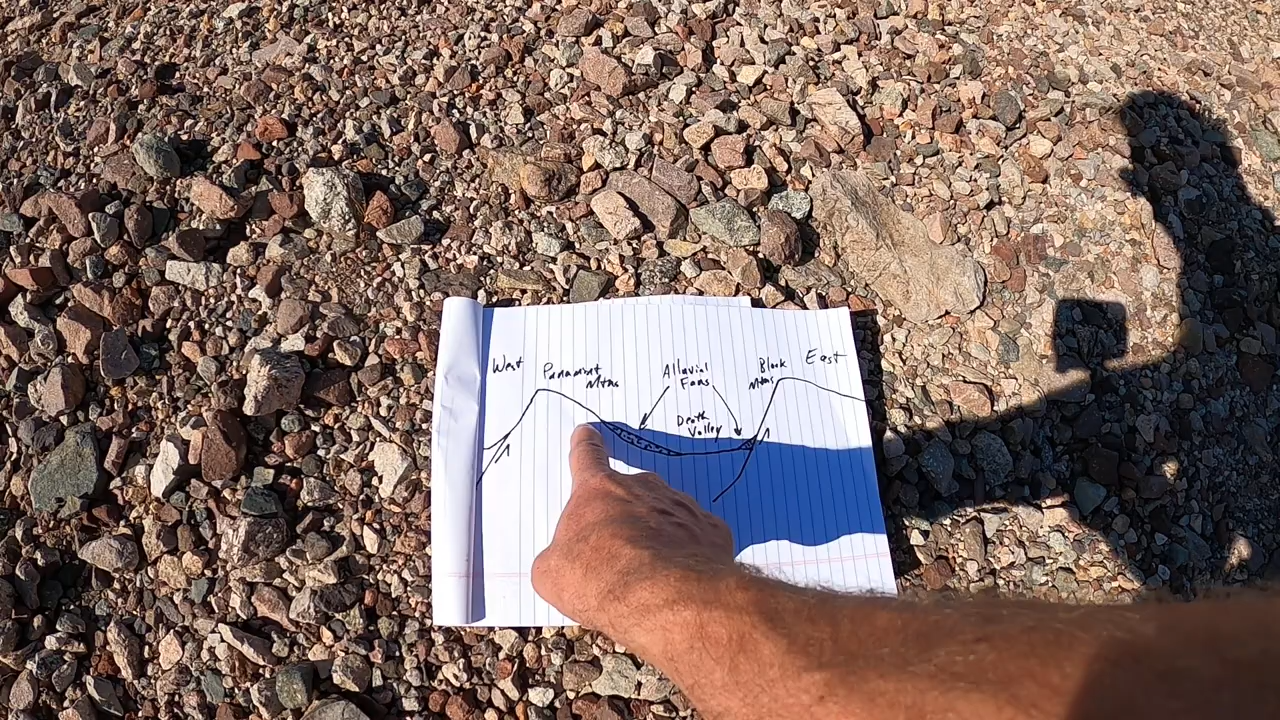 West
Panamint
Mtns
Alluvial
Fans
Death
Valley
Black
Mtns
East